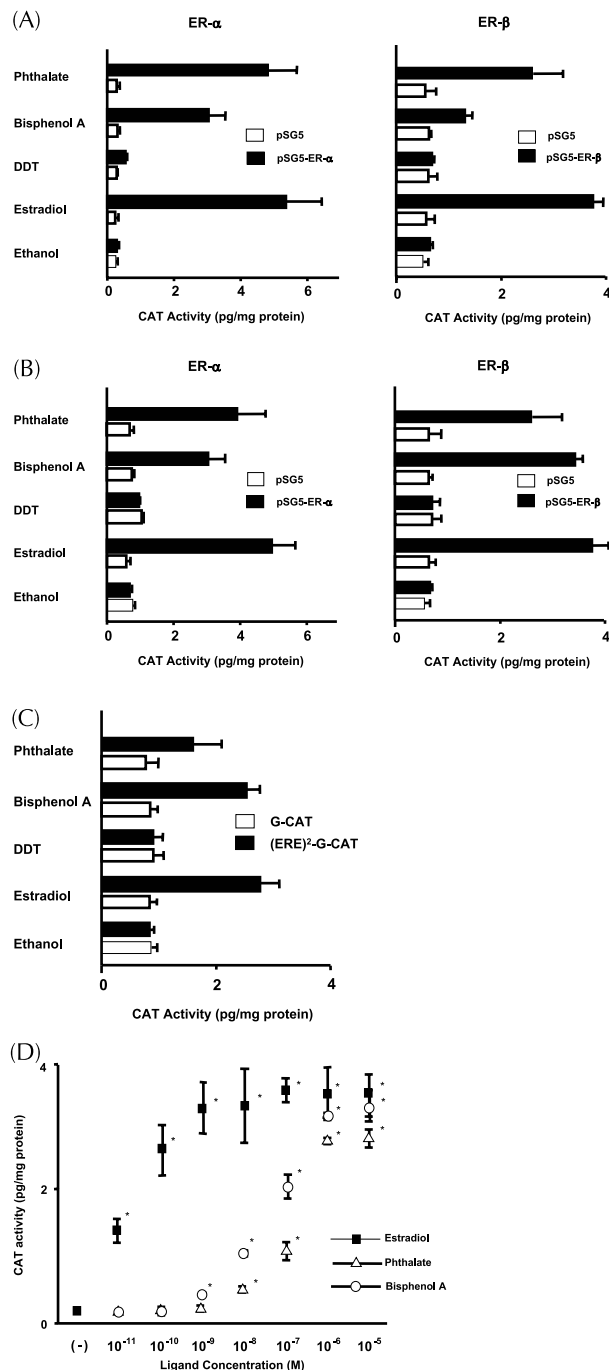 (A)
ER-α
ER-β
Phthalate
Bisphenol A
DDT
Estradiol
Ethanol
pSG5
pSG5-ER-α
pSG5
pSG5-ER-β
0 2 4 6
0 2 4
CAT Activity (pg/mg protein)
CAT Activity (pg/mg protein)
(B)
ER-α
ER-β
Phthalate
Bisphenol A
DDT
Estradiol
Ethanol
pSG5
pSG5-ER-α
pSG5
pSG5-ER-β
0 2 4 6
0 2 4
CAT Activity (pg/mg protein)
CAT Activity (pg/mg protein)
(C)
Phthalate
Bisphenol A
DDT
Estradiol
Ethanol
G-CAT
(ERE)²-G-CAT
0 2 4
CAT Activity (pg/mg protein)
(D)
CAT activity (pg/mg protein)
4
2
0
* * * * * * * * * * * * * * * *
Estradiol
Phthalate
Bisphenol A
(-) 10⁻¹¹ 10⁻¹⁰ 10⁻⁹ 10⁻⁸ 10⁻⁷ 10⁻⁶ 10⁻⁵
Ligand Concentration (M)